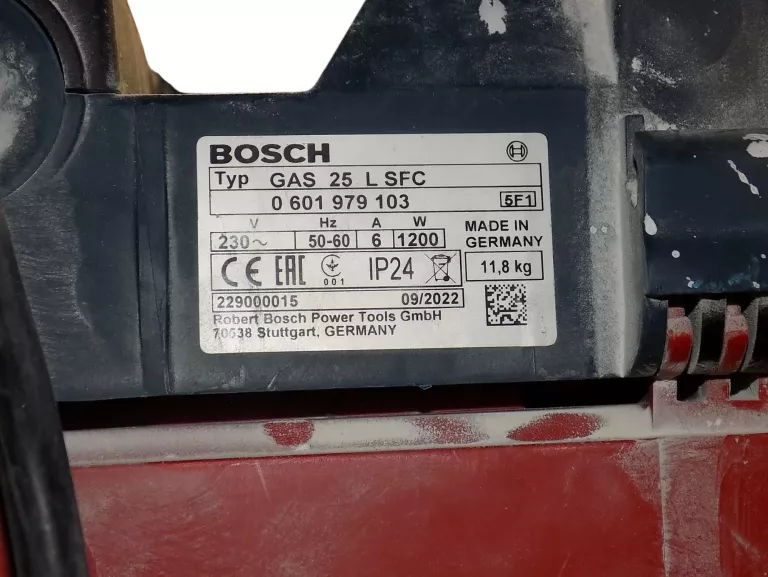 BOSCH
Typ GAS 25 L SFC
0 601 979 103 5F1
V Hz A W
230~ 50-60 6 1200
MADE IN
GERMANY
CE EAC 001 IP24 11,8 kg
229000015 09/2022
Robert Bosch Power Tools GmbH
70538 Stuttgart, GERMANY